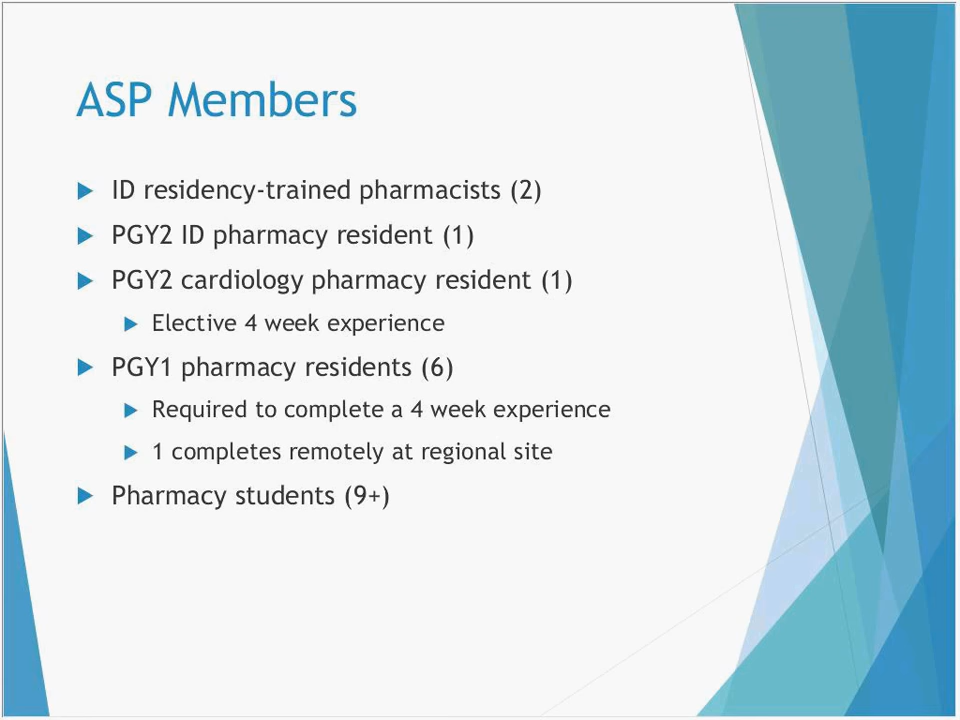 ASP Members
ID residency-trained pharmacists (2)
PGY2 ID pharmacy resident (1)
PGY2 cardiology pharmacy resident (1)
Elective 4 week experience
PGY1 pharmacy residents (6)
Required to complete a 4 week experience
1 completes remotely at regional site
Pharmacy students (9+)